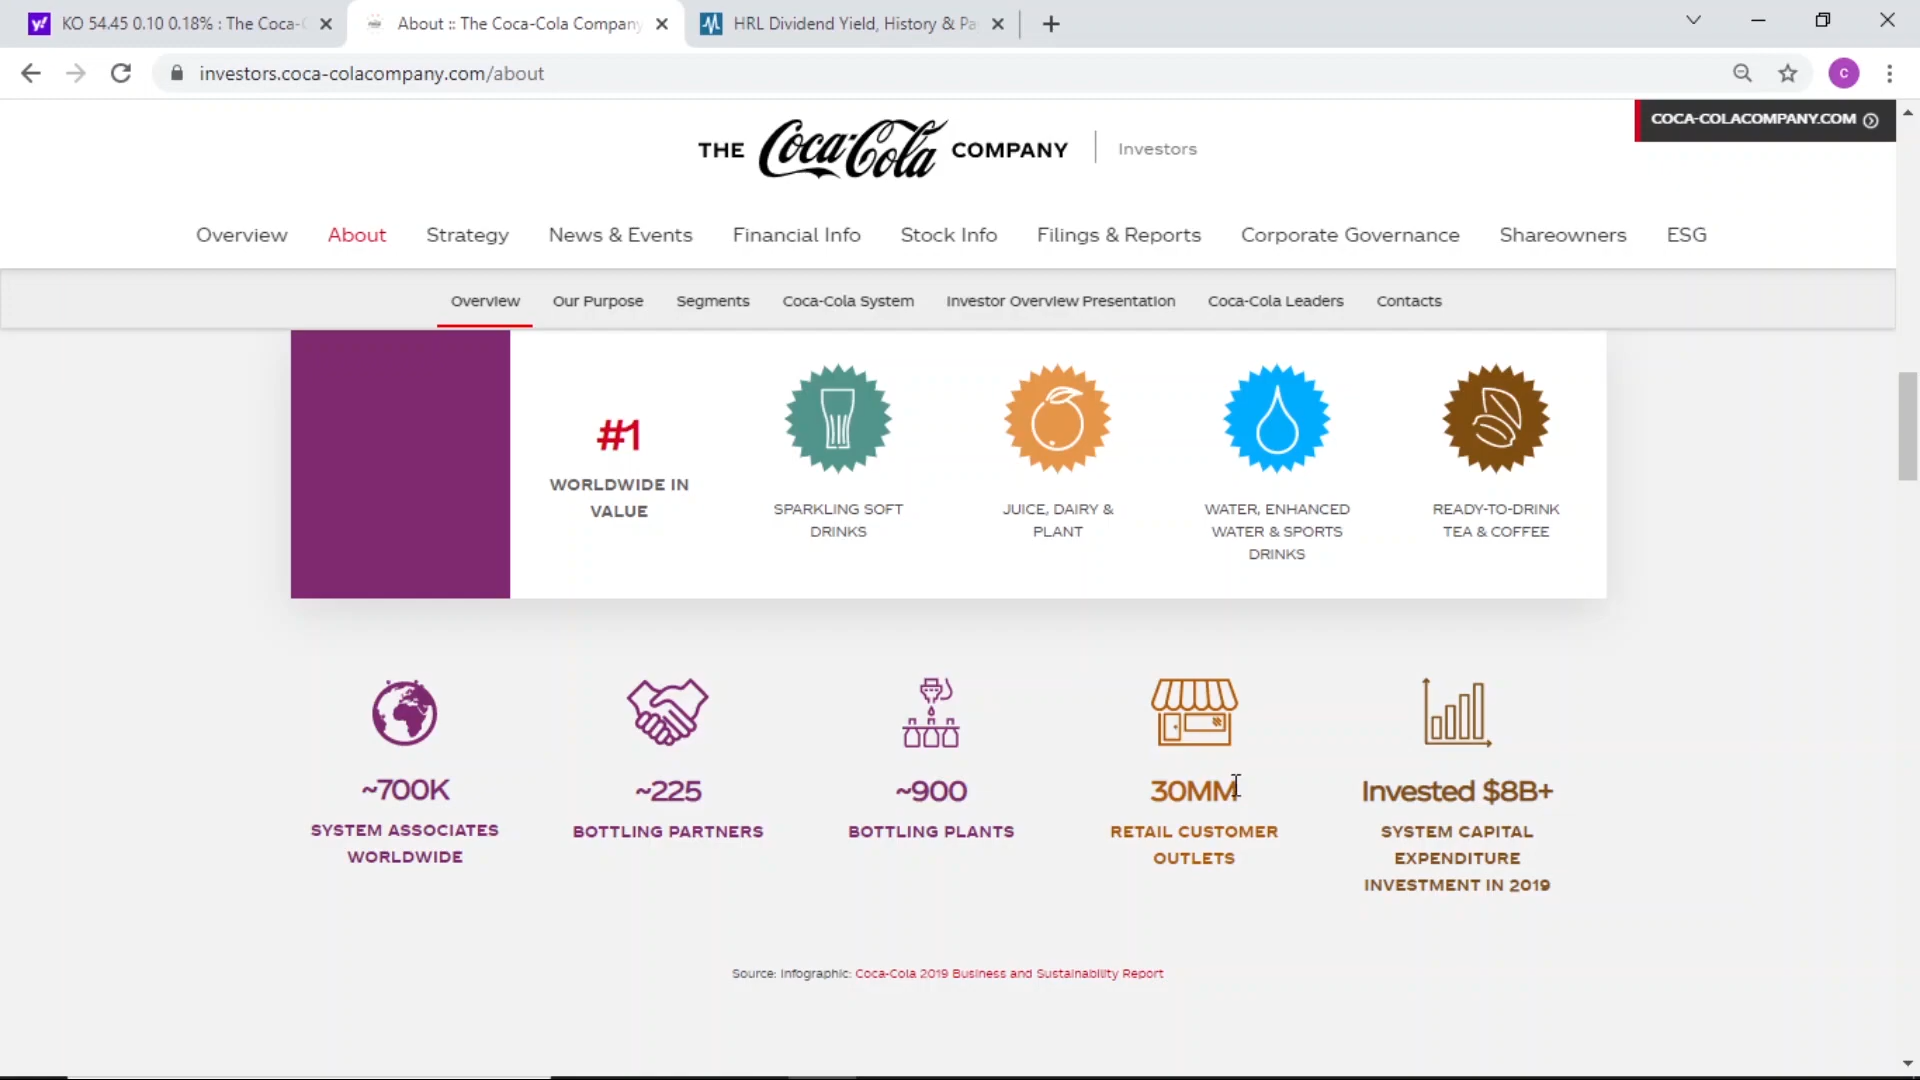 KO 54.45 0.10 0.18% : The Coca-
About :: The Coca-Cola Company
HRL Dividend Yield, History & Pa
investors.coca-colacompany.com/about
C
COCA-COLACOMPANY.COM
THE Coca-Cola COMPANY Investors
Overview About Strategy News & Events Financial Info Stock Info Filings & Reports Corporate Governance Shareowners ESG
Overview Our Purpose Segments Coca-Cola System Investor Overview Presentation Coca-Cola Leaders Contacts
#1
WORLDWIDE IN
VALUE
SPARKLING SOFT
DRINKS
JUICE, DAIRY &
PLANT
WATER, ENHANCED
WATER & SPORTS
DRINKS
READY-TO-DRINK
TEA & COFFEE
~700K
SYSTEM ASSOCIATES
WORLDWIDE
~225
BOTTLING PARTNERS
~900
BOTTLING PLANTS
30MM
RETAIL CUSTOMER
OUTLETS
Invested $8B+
SYSTEM CAPITAL
EXPENDITURE
INVESTMENT IN 2019
Source: Infographic: Coca-Cola 2019 Business and Sustainability Report